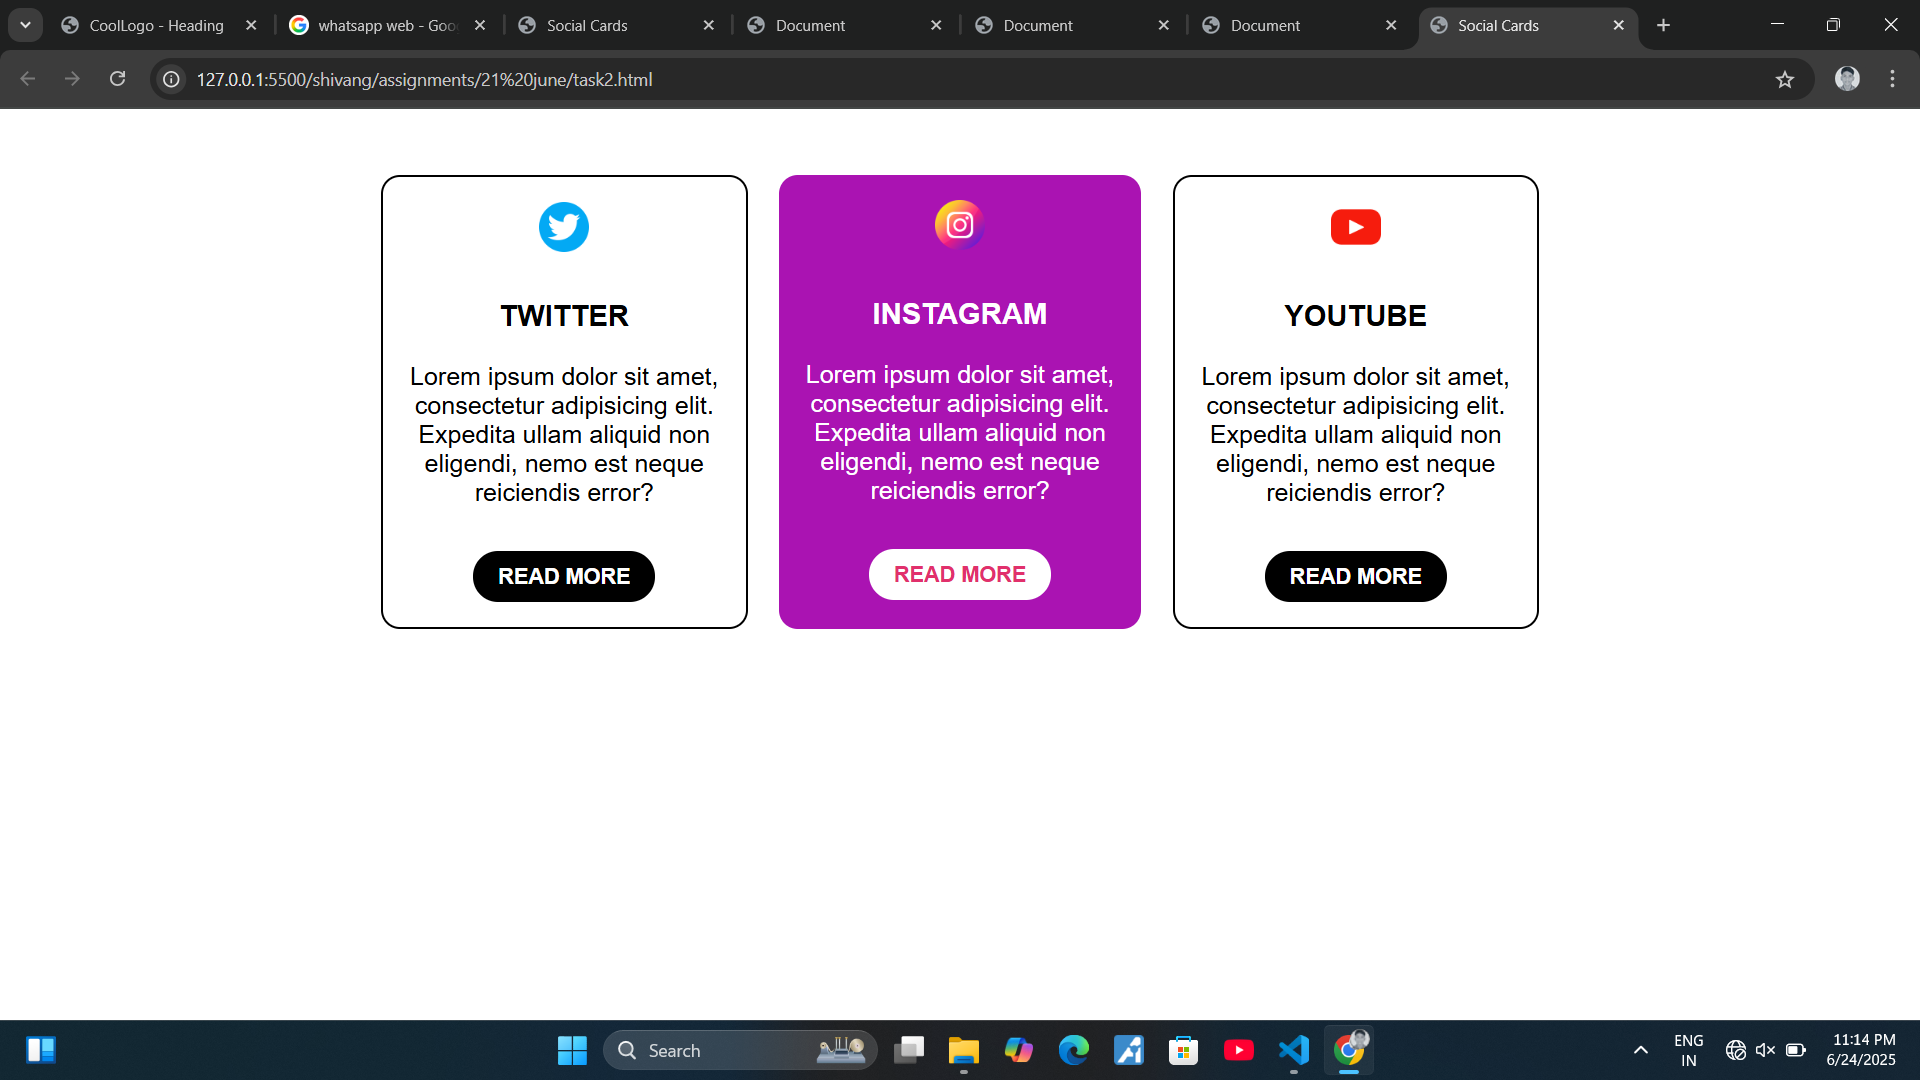 CoolLogo - Heading
whatsapp web - Goo
Social Cards
Document
Document
Document
Social Cards
127.0.0.1:5500/shivang/assignments/21%20june/task2.html
TWITTER
Lorem ipsum dolor sit amet,
consectetur adipisicing elit.
Expedita ullam aliquid non
eligendi, nemo est neque
reiciendis error?
READ MORE
INSTAGRAM
Lorem ipsum dolor sit amet,
consectetur adipisicing elit.
Expedita ullam aliquid non
eligendi, nemo est neque
reiciendis error?
READ MORE
YOUTUBE
Lorem ipsum dolor sit amet,
consectetur adipisicing elit.
Expedita ullam aliquid non
eligendi, nemo est neque
reiciendis error?
READ MORE
Search
ENG
IN
11:14 PM
6/24/2025